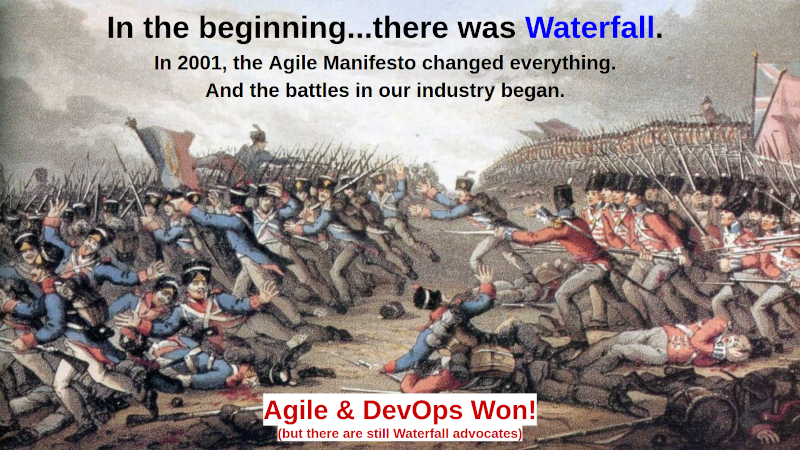 In the beginning...there was Waterfall.
In 2001, the Agile Manifesto changed everything.
And the battles in our industry began.
Agile & DevOps Won!
(but there are still Waterfall advocates)